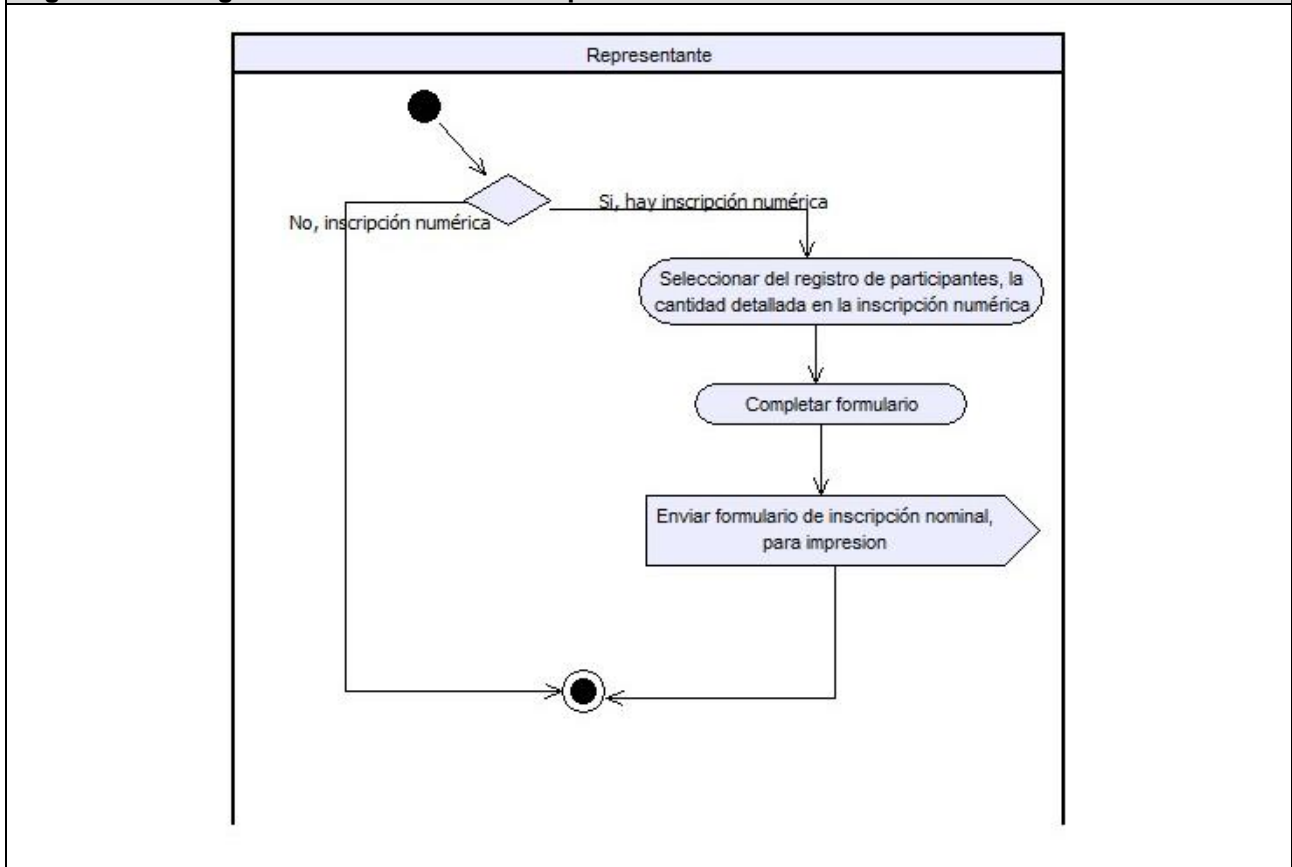 Representante
No, inscripción numérica
Si, hay inscripción numérica
Seleccionar del registro de participantes, la
cantidad detallada en la inscripción numérica
Completar formulario
Enviar formulario de inscripción nominal,
para impresion